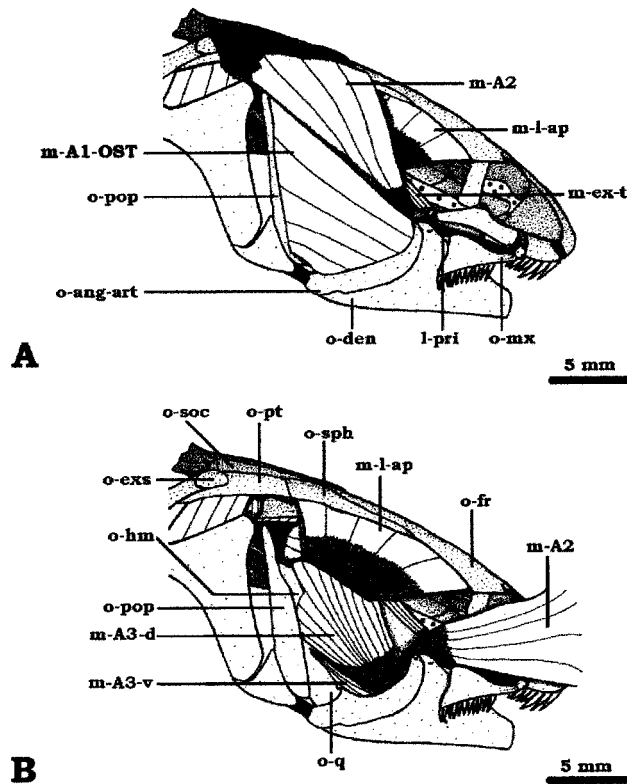 m-A2
m-l-ap
m-A1-OST
m-ex-t
o-pop
o-ang-art
o-den
l-pri
o-mx
A
5 mm
o-soc
o-pt
o-sph
m-l-ap
o-exs
o-fr
o-hm
m-A2
o-pop
m-A3-d
m-A3-v
o-q
B
5 mm